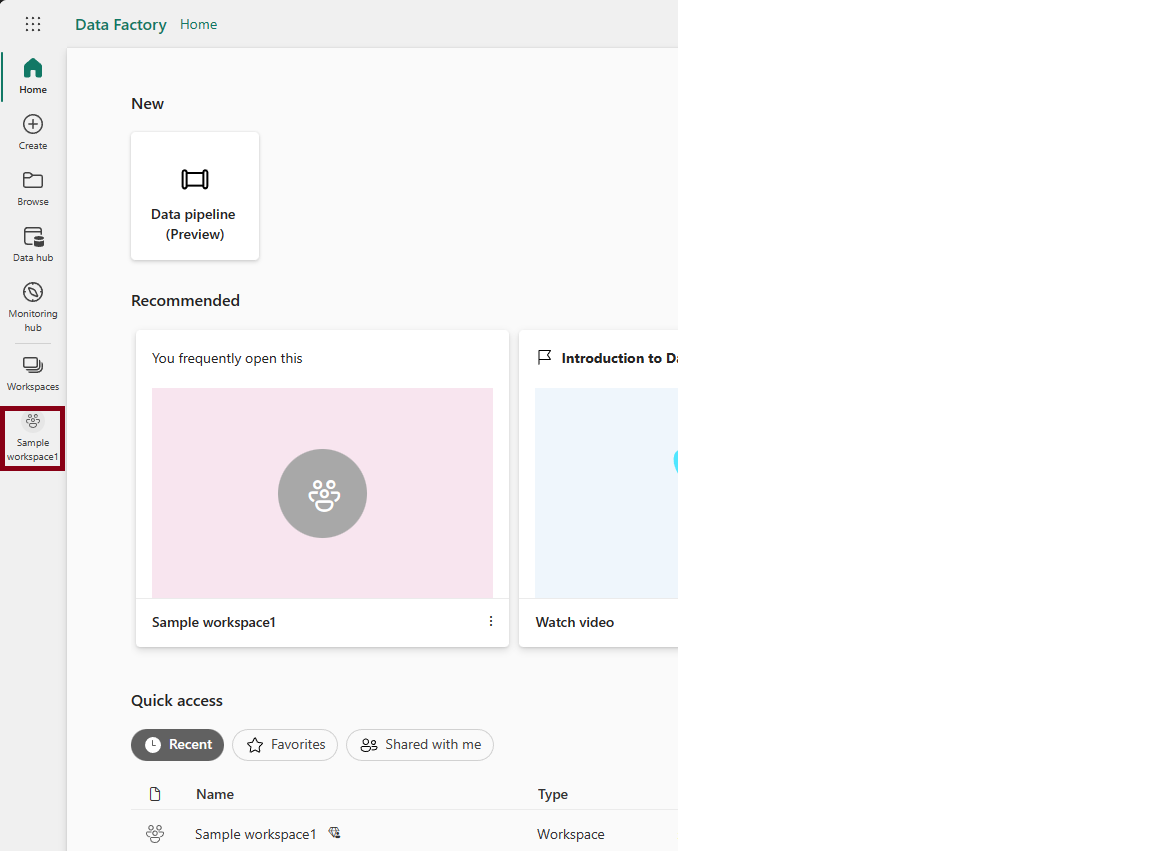 Data Factory Home
Home
Create
Browse
Data hub
Monitoring
hub
Workspaces
Sample
workspace1
New
Data pipeline
(Preview)
Recommended
You frequently open this
Introduction to Da
Sample workspace1
Watch video
Quick access
Recent Favorites Shared with me
Name Type
Sample workspace1 Workspace